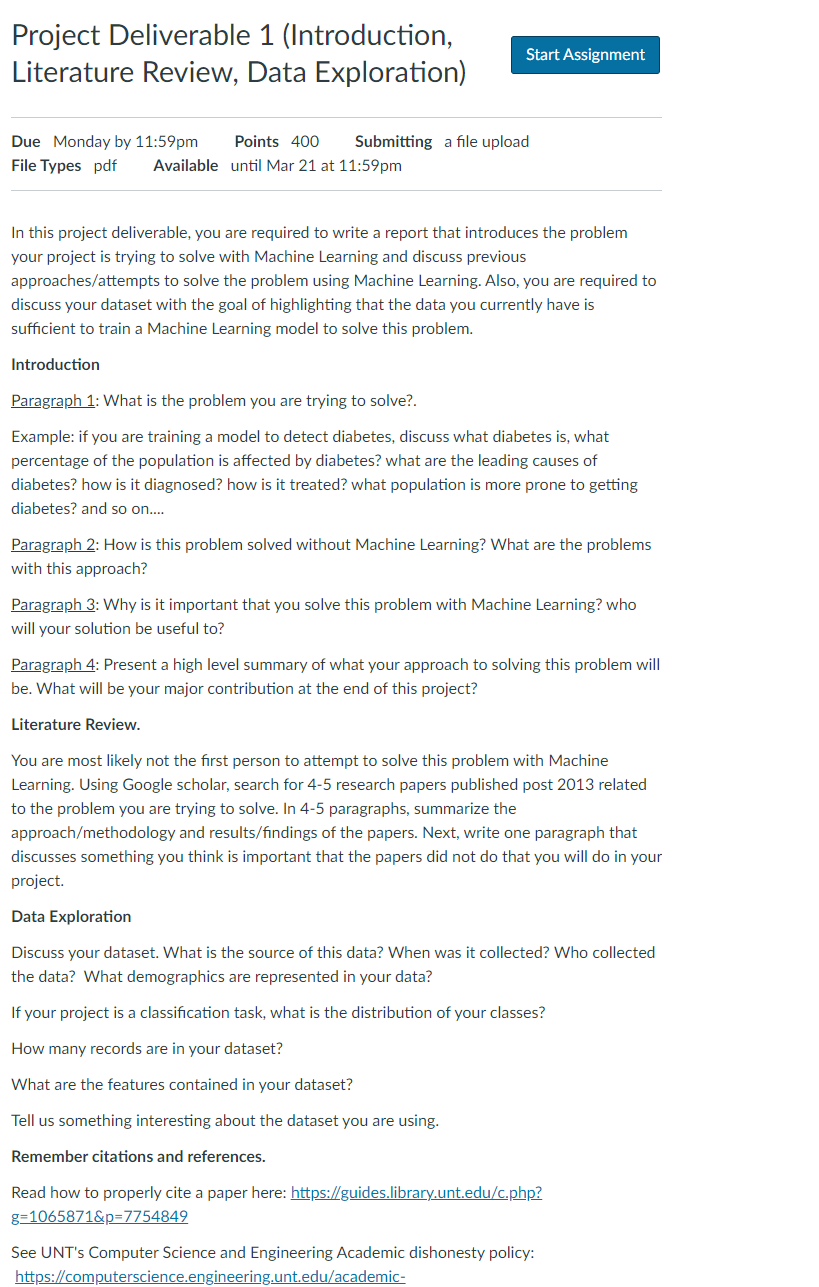 Project Deliverable 1 (Introduction,
Literature Review, Data Exploration)
Start Assignment
Due Monday by 11:59pm Points 400 Submitting a file upload
File Types pdf Available until Mar 21 at 11:59pm
In this project deliverable, you are required to write a report that introduces the problem
your project is trying to solve with Machine Learning and discuss previous
approaches/attempts to solve the problem using Machine Learning. Also, you are required to
discuss your dataset with the goal of highlighting that the data you currently have is
sufficient to train a Machine Learning model to solve this problem.
Introduction
Paragraph 1: What is the problem you are trying to solve?.
Example: if you are training a model to detect diabetes, discuss what diabetes is, what
percentage of the population is affected by diabetes? what are the leading causes of
diabetes? how is it diagnosed? how is it treated? what population is more prone to getting
diabetes? and so on....
Paragraph 2: How is this problem solved without Machine Learning? What are the problems
with this approach?
Paragraph 3: Why is it important that you solve this problem with Machine Learning? who
will your solution be useful to?
Paragraph 4: Present a high level summary of what your approach to solving this problem will
be. What will be your major contribution at the end of this project?
Literature Review.
You are most likely not the first person to attempt to solve this problem with Machine
Learning. Using Google scholar, search for 4-5 research papers published post 2013 related
to the problem you are trying to solve. In 4-5 paragraphs, summarize the
approach/methodology and results/findings of the papers. Next, write one paragraph that
discusses something you think is important that the papers did not do that you will do in your
project.
Data Exploration
Discuss your dataset. What is the source of this data? When was it collected? Who collected
the data?  What demographics are represented in your data?
If your project is a classification task, what is the distribution of your classes?
How many records are in your dataset?
What are the features contained in your dataset?
Tell us something interesting about the dataset you are using.
Remember citations and references.
Read how to properly cite a paper here: https://guides.library.unt.edu/c.php?
g=1065871&p=7754849
See UNT's Computer Science and Engineering Academic dishonesty policy:
https://computerscience.engineering.unt.edu/academic-